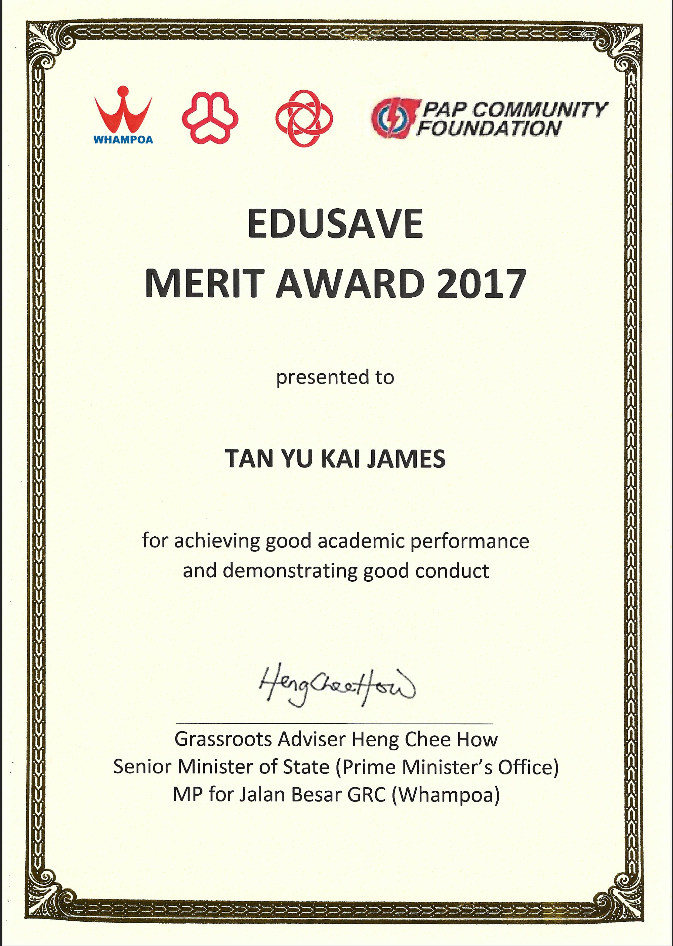 WHAMPOA
PAP COMMUNITY
FOUNDATION
EDUSAVE
MERIT AWARD 2017
presented to
TAN YU KAI JAMES
for achieving good academic performance
and demonstrating good conduct
HengCheeHow
Grassroots Adviser Heng Chee How
Senior Minister of State (Prime Minister’s Office)
MP for Jalan Besar GRC (Whampoa)